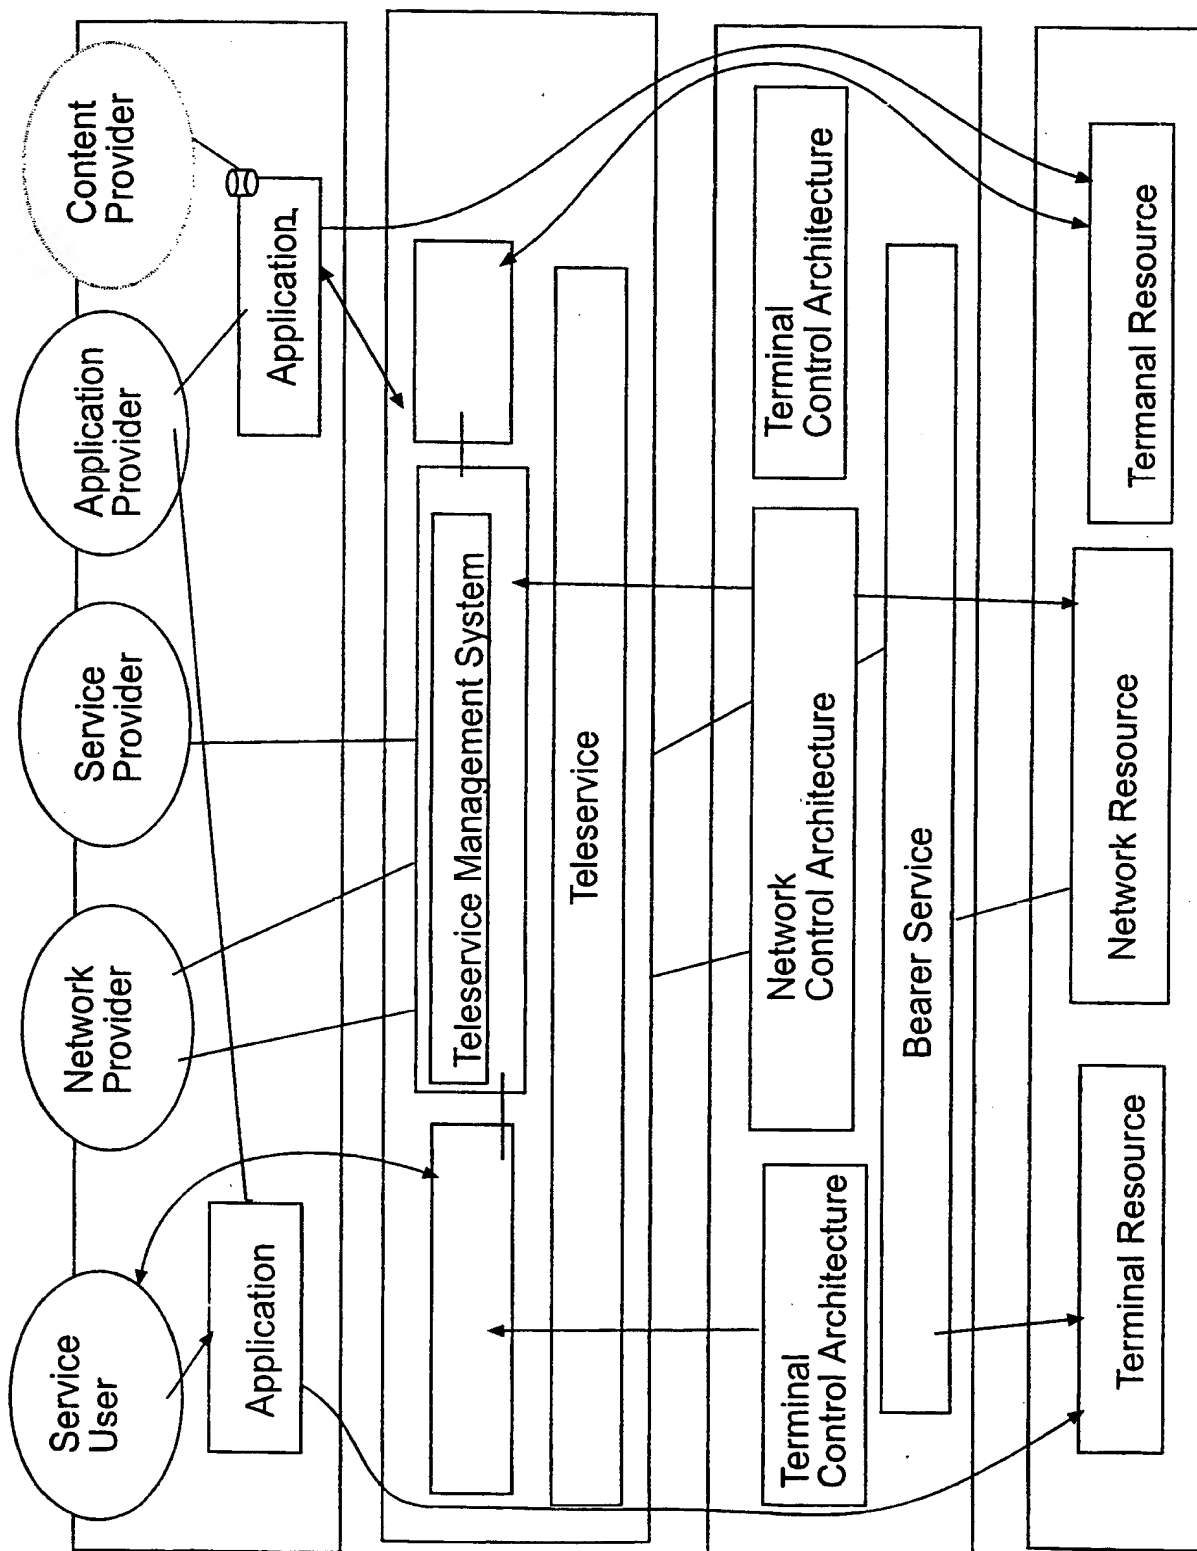 Service
User
Network
Provider
Service
Provider
Application
Provider
Content
Provider
Application
Application
Teleservice Management System
Teleservice
Terminal
Control Architecture
Network
Control Architecture
Terminal
Control Architecture
Bearer Service
Terminal Resource
Network Resource
Termanal Resource